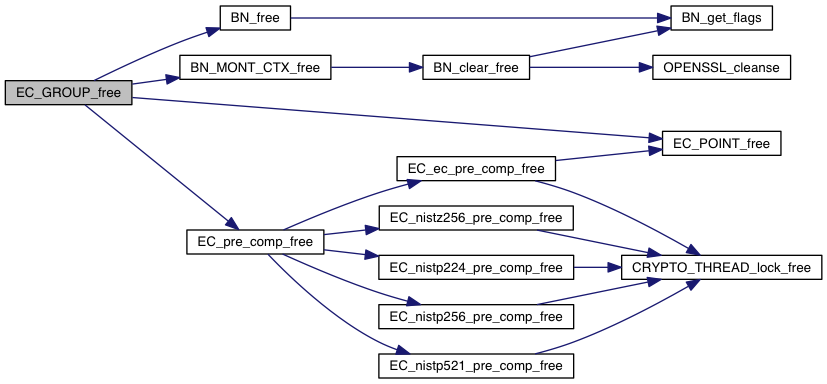 BN_free
BN_get_flags
BN_MONT_CTX_free
BN_clear_free
OPENSSL_cleanse
EC_GROUP_free
EC_POINT_free
EC_ec_pre_comp_free
EC_nistz256_pre_comp_free
EC_pre_comp_free
EC_nistp224_pre_comp_free
CRYPTO_THREAD_lock_free
EC_nistp256_pre_comp_free
EC_nistp521_pre_comp_free